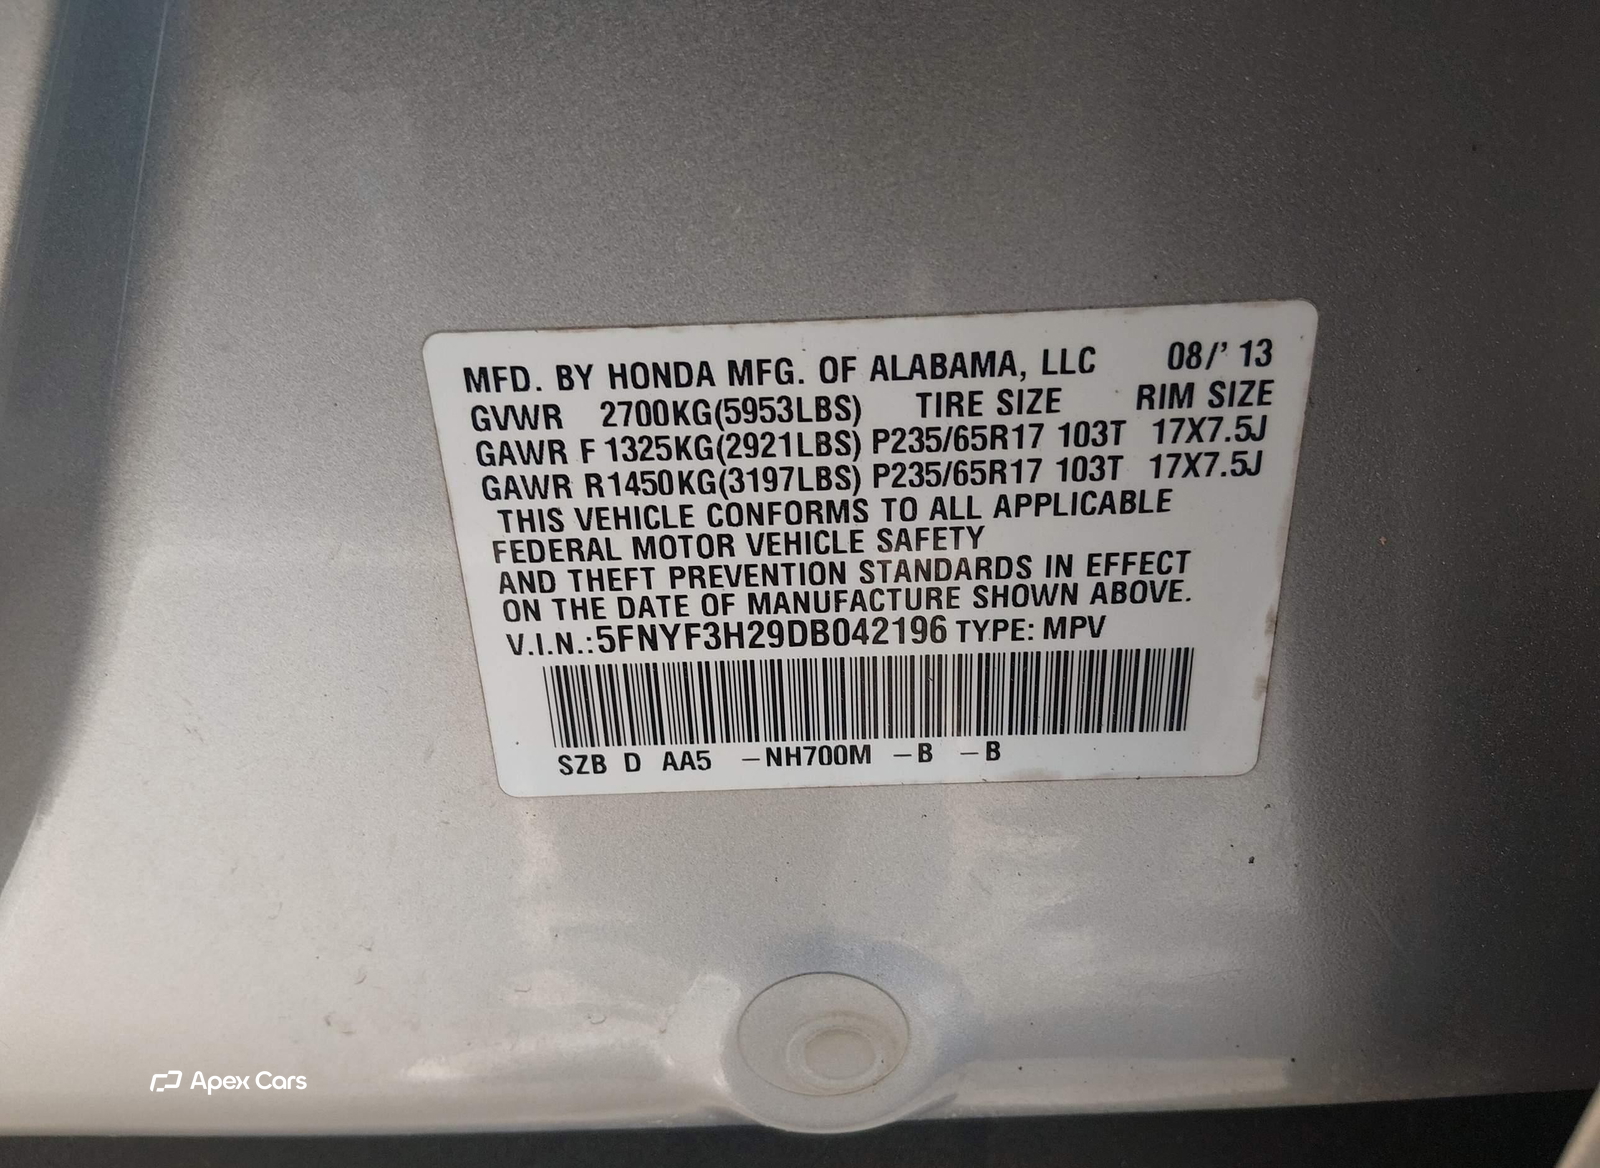 MFD. BY HONDA MFG. OF ALABAMA, LLC 08/' 13
GVWR 2700KG(5953LBS) TIRE SIZE RIM SIZE
GAWR F 1325KG(2921LBS) P235/65R17 103T 17X7.5J
GAWR R1450KG(3197LBS) P235/65R17 103T 17X7.5J
THIS VEHICLE CONFORMS TO ALL APPLICABLE
FEDERAL MOTOR VEHICLE SAFETY
AND THEFT PREVENTION STANDARDS IN EFFECT
ON THE DATE OF MANUFACTURE SHOWN ABOVE.
V.I.N.:5FNYF3H29DB042196 TYPE: MPV
SZB D AA5 -NH700M -B -B
Apex Cars